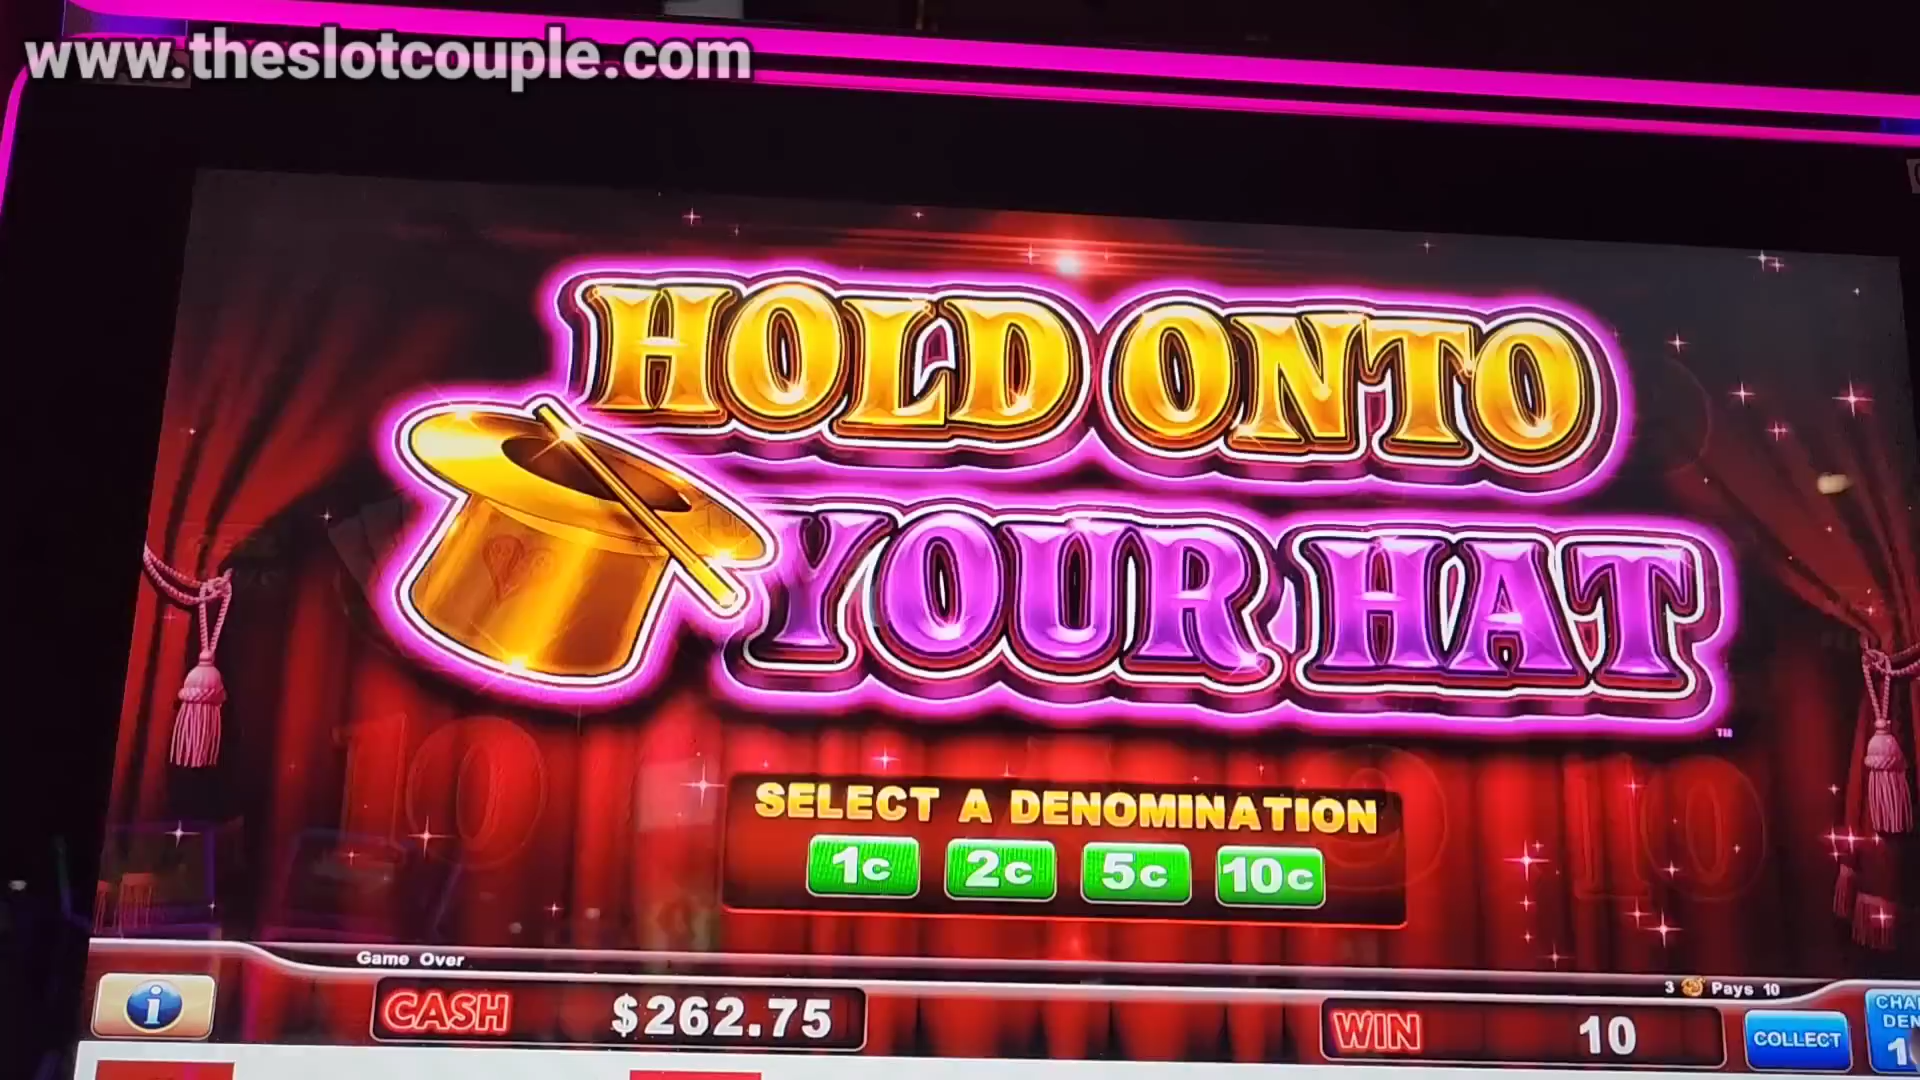 www.theslotcouple.com
HOLD ONTO
YOUR HAT
TM
SELECT A DENOMINATION
1c 2c 5c 10c
Game Over
3 Pays 10
CASH $262.75
WIN 10
COLLECT